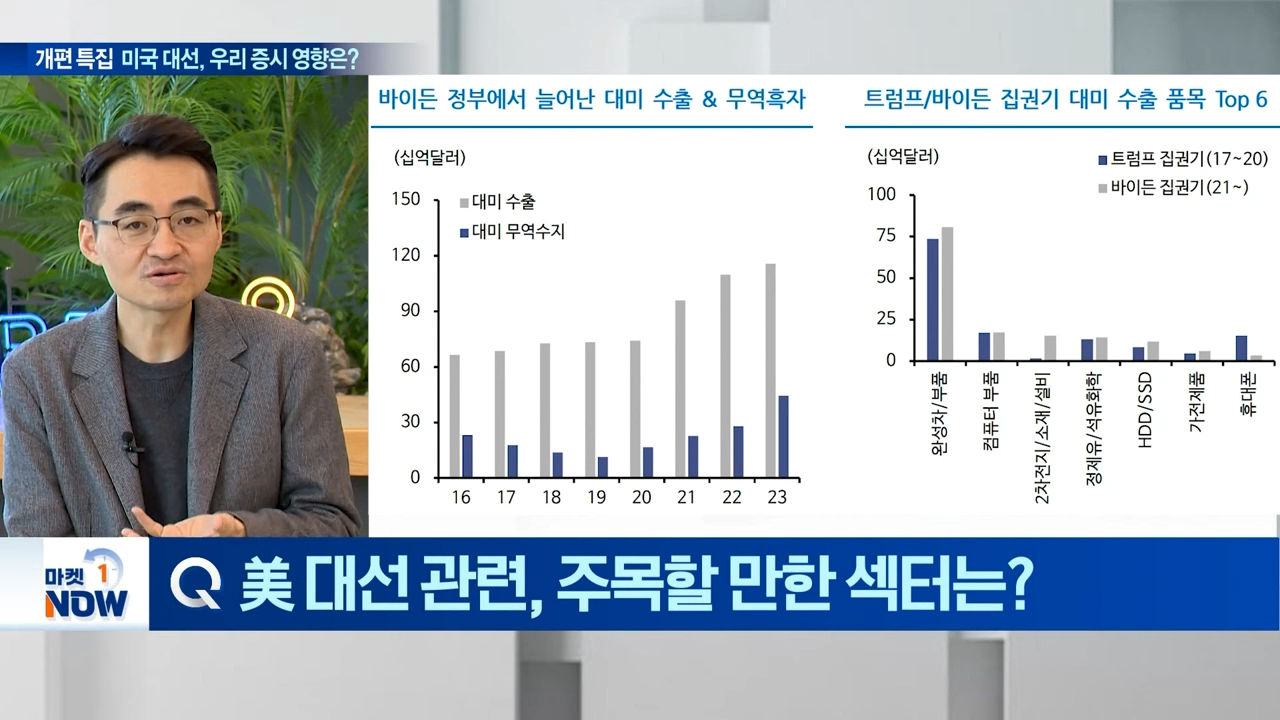 개편 특집 미국 대선, 우리 증시 영향은?
바이든 정부에서 늘어난 대미 수출 & 무역흑자
(십억달러)
대미 수출
대미 무역수지
150
120
90
60
30
0
16 17 18 19 20 21 22 23
트럼프/바이든 집권기 대미 수출 품목 Top 6
(십억달러)
트럼프 집권기(17~20)
바이든 집권기(21~)
100
75
50
25
0
완성차/부품
컴퓨터 부품
2차전지/소재/설비
정제유/석유화학
HDD/SSD
가전제품
휴대폰
마켓 1
NOW
Q 美 대선 관련, 주목할 만한 섹터는?